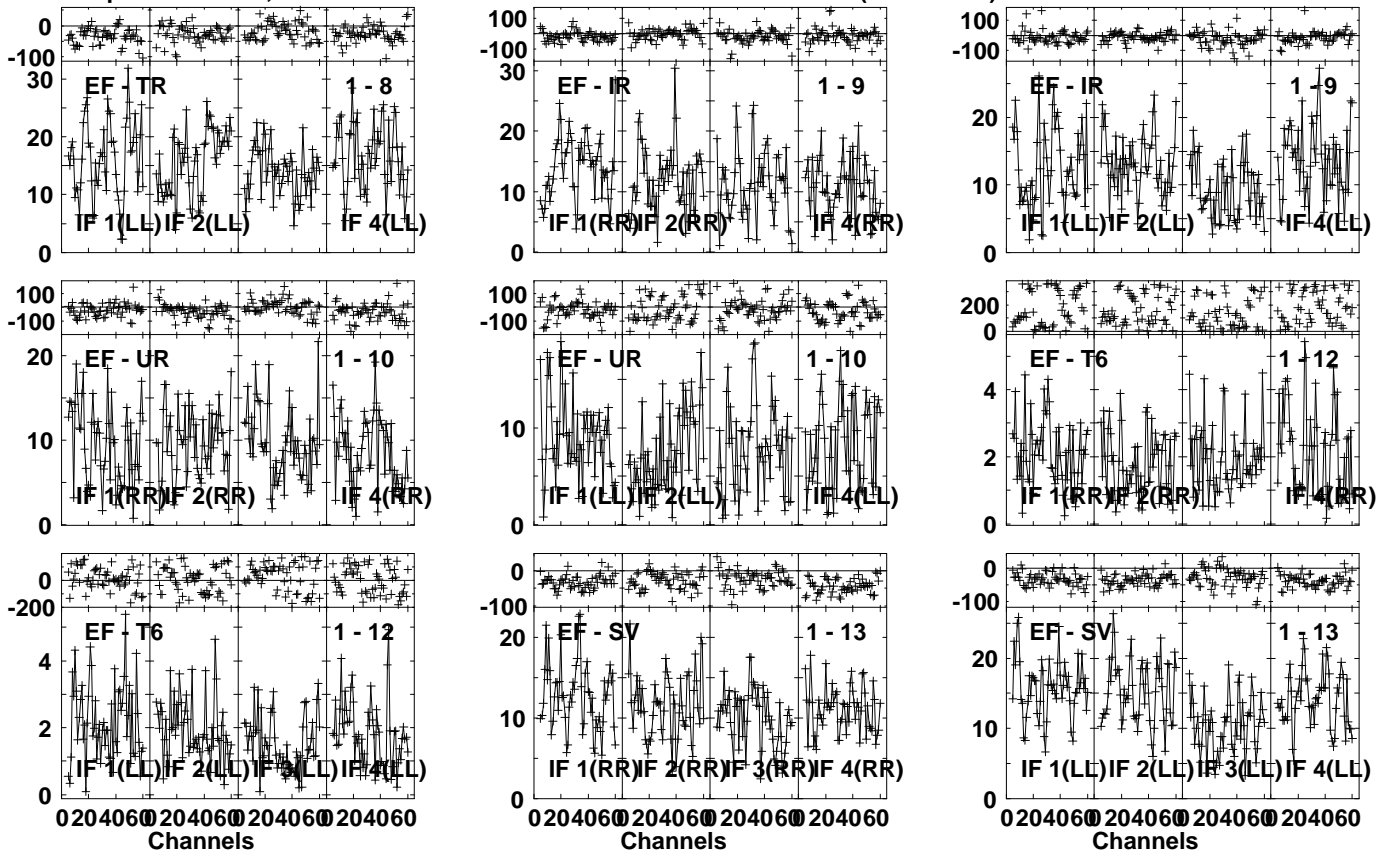 0 100 100
-100 0 0
-100 -100
30 EF - TR 1 - 8 30 EF - IR 1 - 9 EF - IR 1 - 9
20 20 20
10 10 10
IF 1(LL) IF 2(LL) IF 4(LL) IF 1(RR) IF 2(RR) IF 4(RR) IF 1(LL) IF 2(LL) IF 4(LL)
0 0 0
100 100 200
-100 -100 0
20 EF - UR 1 - 10 EF - UR 1 - 10 EF - T6 1 - 12
4
10 10 2
IF 1(RR) IF 2(RR) IF 4(RR) IF 1(LL) IF 2(LL) IF 4(LL) IF 1(RR) IF 2(RR) IF 4(RR)
0 0 0
0 0 0
-200 -100 -100
EF - T6 1 - 12 EF - SV 1 - 13 EF - SV 1 - 13
4 20 20
2 10 10
IF 1(LL) IF 2(LL) IF 3(LL) IF 4(LL) IF 1(RR) IF 2(RR) IF 3(RR) IF 4(RR) IF 1(LL) IF 2(LL) IF 3(LL) IF 4(LL)
0 0 0
0 20 40 60 0 20 40 60 0 20 40 60 0 20 40 60 0 20 40 60 0 20 40 60
Channels Channels Channels